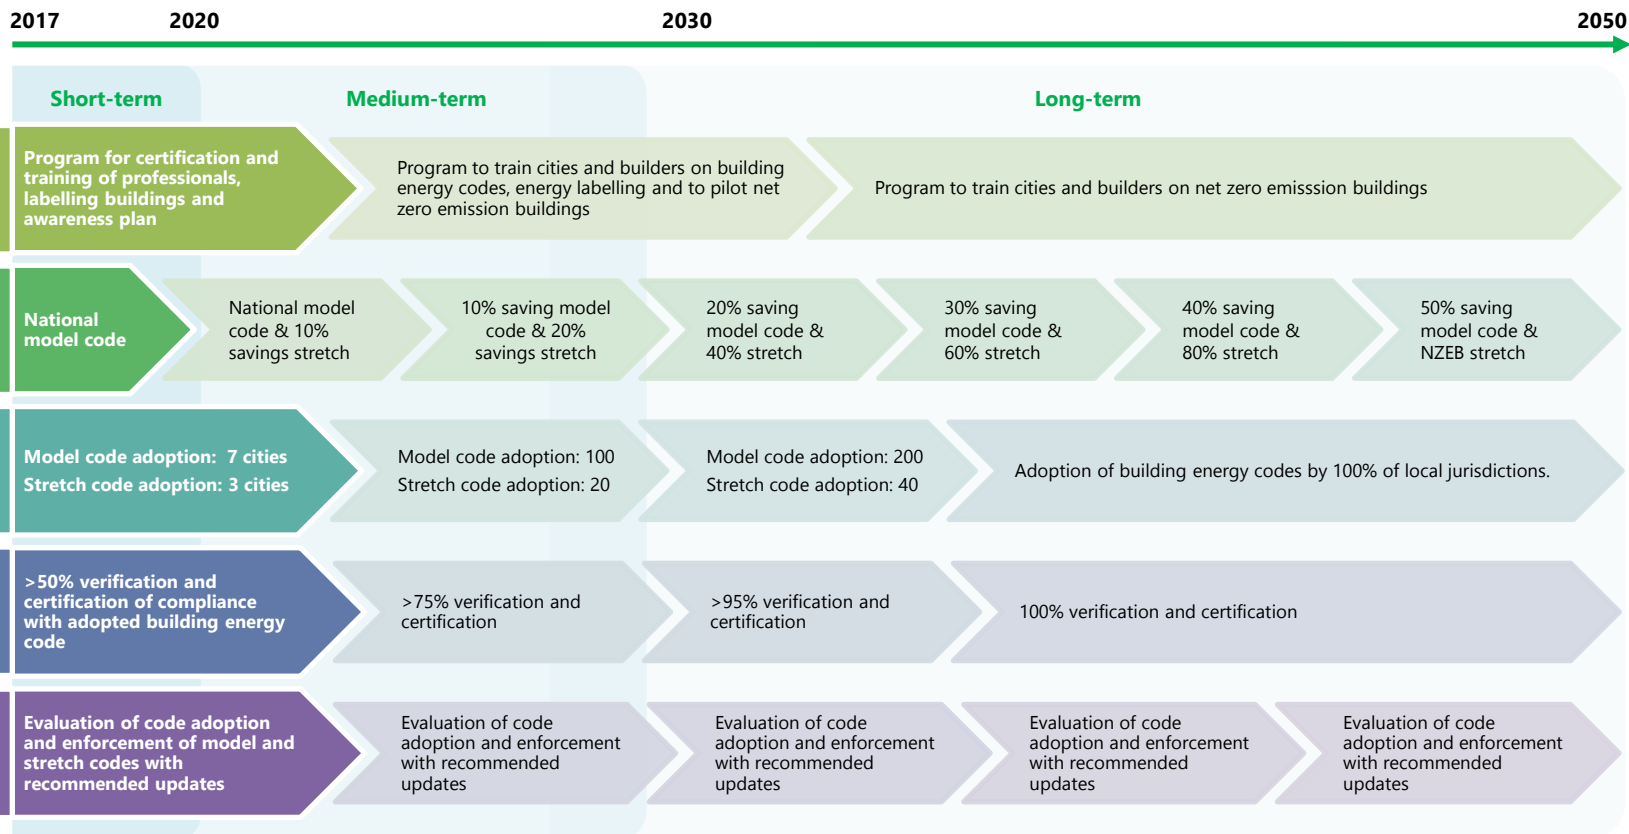 2017 2020 2030 2050
Short-term Medium-term Long-term
Program for certification and
training of professionals,
labelling buildings and
awareness plan
Program to train cities and builders on building
energy codes, energy labelling and to pilot net
zero emission buildings
Program to train cities and builders on net zero emisssion buildings
National
model code
National model
code & 10%
savings stretch
10% saving model
code & 20%
savings stretch
20% saving
model code &
40% stretch
30% saving
model code &
60% stretch
40% saving
model code &
80% stretch
50% saving
model code &
NZEB stretch
Model code adoption: 7 cities
Stretch code adoption: 3 cities
Model code adoption: 100
Stretch code adoption: 20
Model code adoption: 200
Stretch code adoption: 40
Adoption of building energy codes by 100% of local jurisdictions.
>50% verification and
certification of compliance
with adopted building energy
code
>75% verification and
certification
>95% verification and
certification
100% verification and certification
Evaluation of code adoption
and enforcement of model and
stretch codes with
recommended updates
Evaluation of code
adoption and enforcement
with recommended
updates
Evaluation of code
adoption and enforcement
with recommended
updates
Evaluation of code
adoption and enforcement
with recommended
updates
Evaluation of code
adoption and enforcement
with recommended
updates